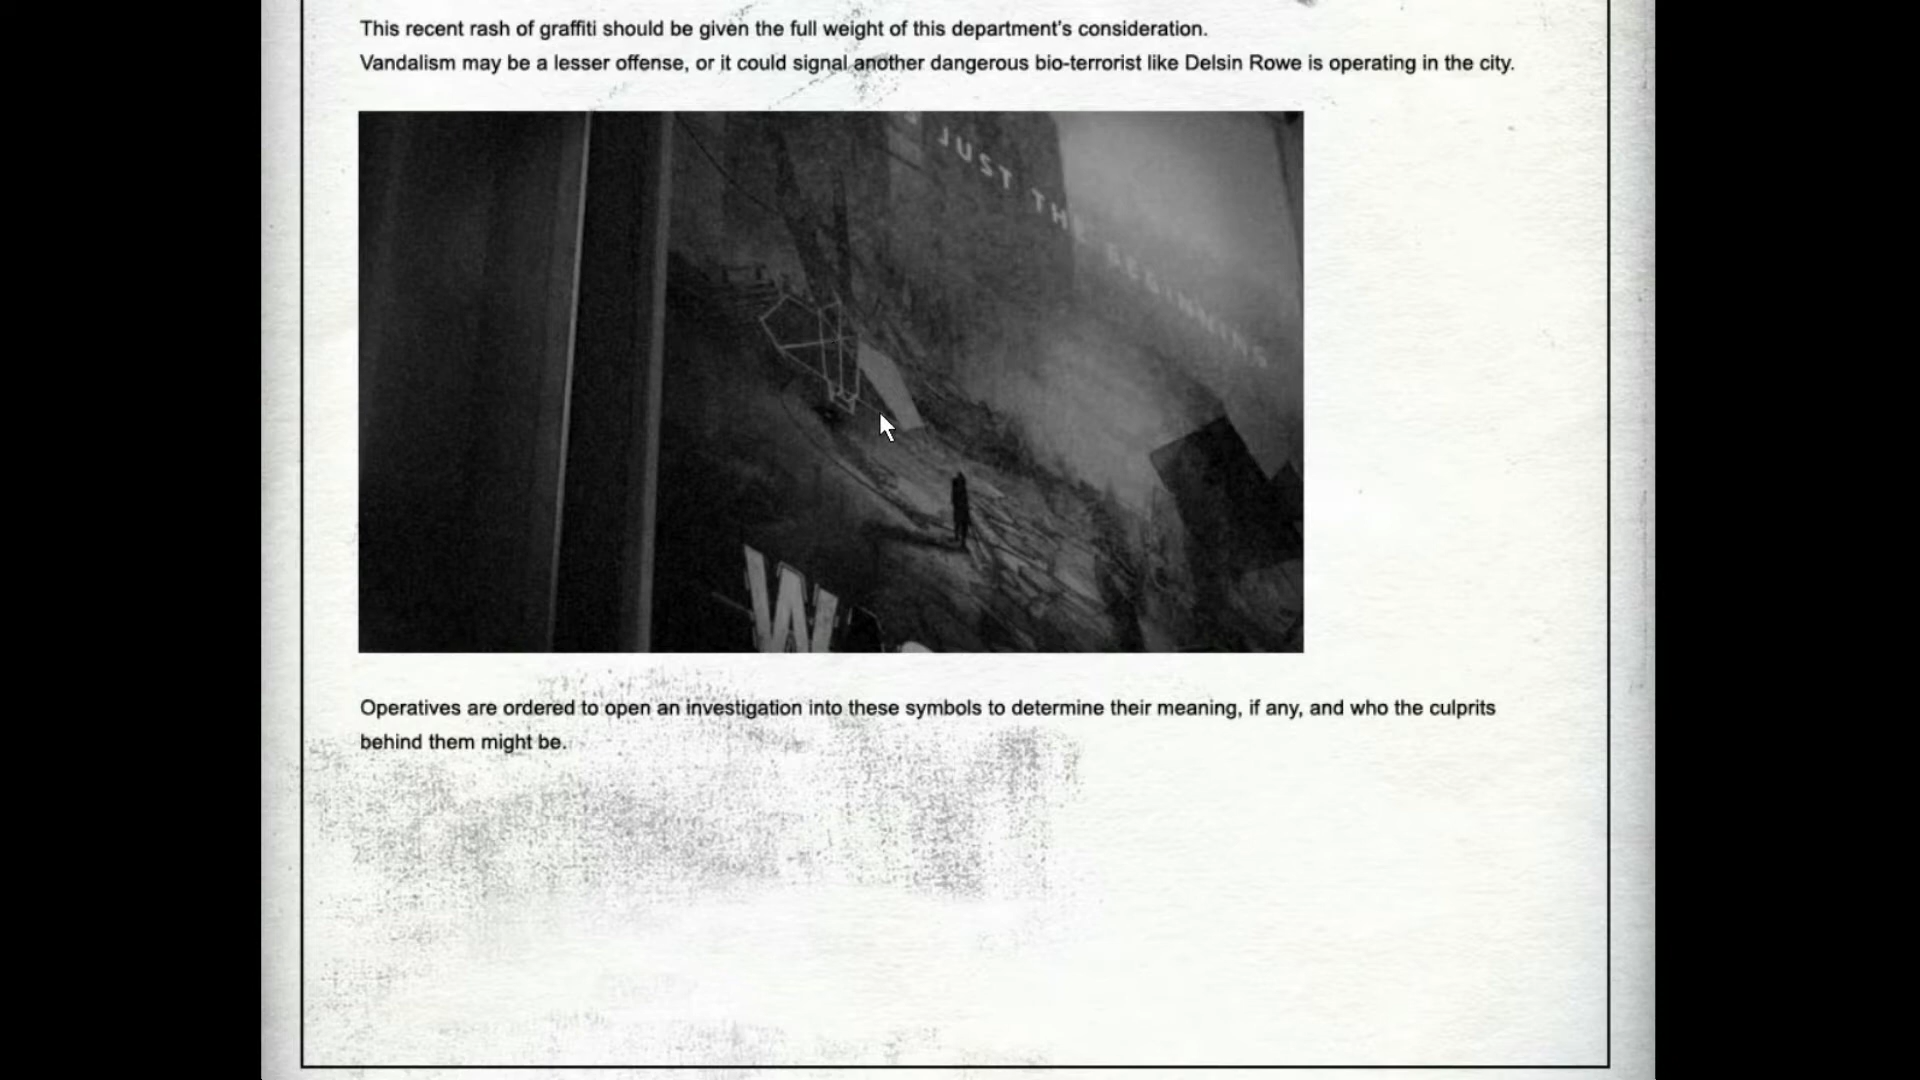 This recent rash of graffiti should be given the full weight of this department's consideration.
Vandalism may be a lesser offense, or it could signal another dangerous bio-terrorist like Delsin Rowe is operating in the city.
JUST THE BEGINNING
W
Operatives are ordered to open an investigation into these symbols to determine their meaning, if any, and who the culprits
behind them might be.